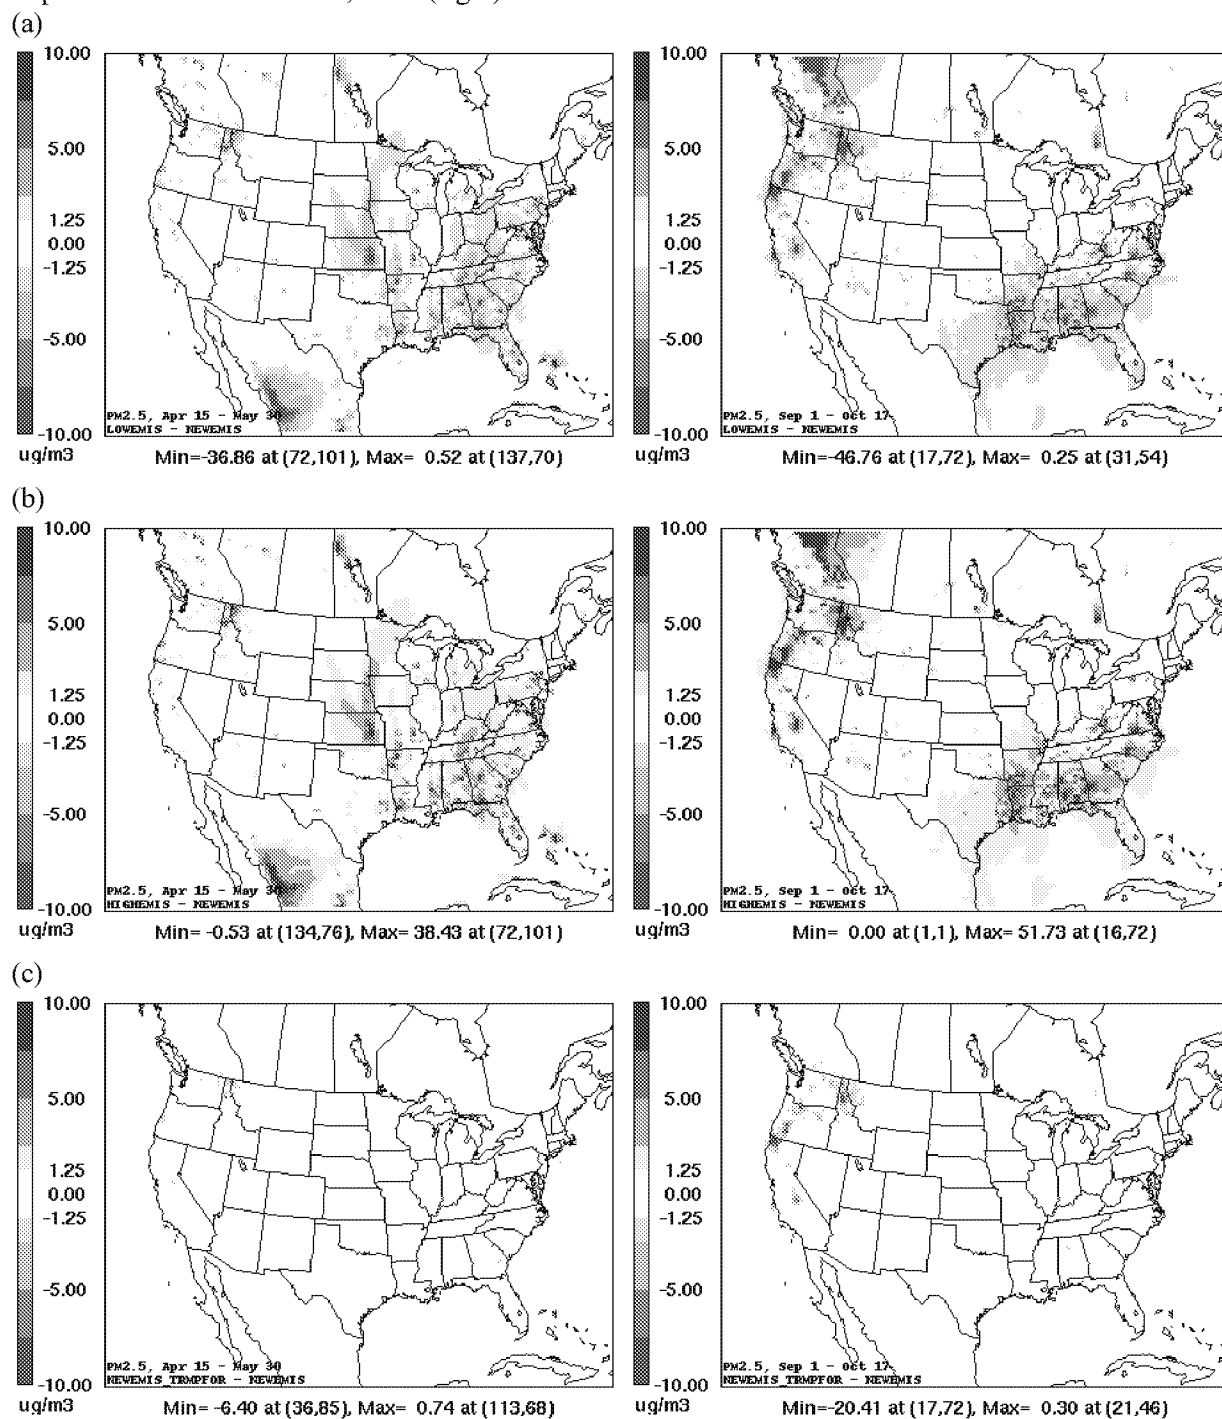 (a)
10.00
5.00
1.25
0.00
-1.25
-5.00
-10.00
ug/m3
PM2.5, Apr 15 - May 30
LOWEMIS - NEWEMIS
Min=-36.86 at (72,101), Max= 0.52 at (137,70)
10.00
5.00
1.25
0.00
-1.25
-5.00
-10.00
ug/m3
PM2.5, Sep 1 - Oct 17
LOWEMIS - NEWEMIS
Min=-46.76 at (17,72), Max= 0.25 at (31,54)
(b)
10.00
5.00
1.25
0.00
-1.25
-5.00
-10.00
ug/m3
PM2.5, Apr 15 - May 30
HIGHEMIS - NEWEMIS
Min= -0.53 at (134,76), Max= 38.43 at (72,101)
10.00
5.00
1.25
0.00
-1.25
-5.00
-10.00
ug/m3
PM2.5, Sep 1 - Oct 17
HIGHEMIS - NEWEMIS
Min= 0.00 at (1,1), Max= 51.73 at (16,72)
(c)
10.00
5.00
1.25
0.00
-1.25
-5.00
-10.00
ug/m3
PM2.5, Apr 15 - May 30
NEWEMIS_TRMPFOR - NEWEMIS
Min= -6.40 at (36,85), Max= 0.74 at (113,68)
10.00
5.00
1.25
0.00
-1.25
-5.00
-10.00
ug/m3
PM2.5, Sep 1 - Oct 17
NEWEMIS_TRMPFOR - NEWEMIS
Min=-20.41 at (17,72), Max= 0.30 at (21,46)